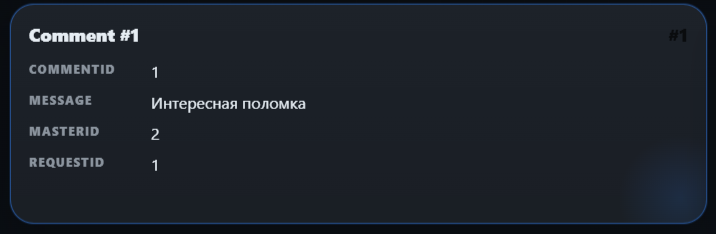 Comment #1 #1
COMMENTID 1
MESSAGE Интересная поломка
MASTERID 2
REQUESTID 1